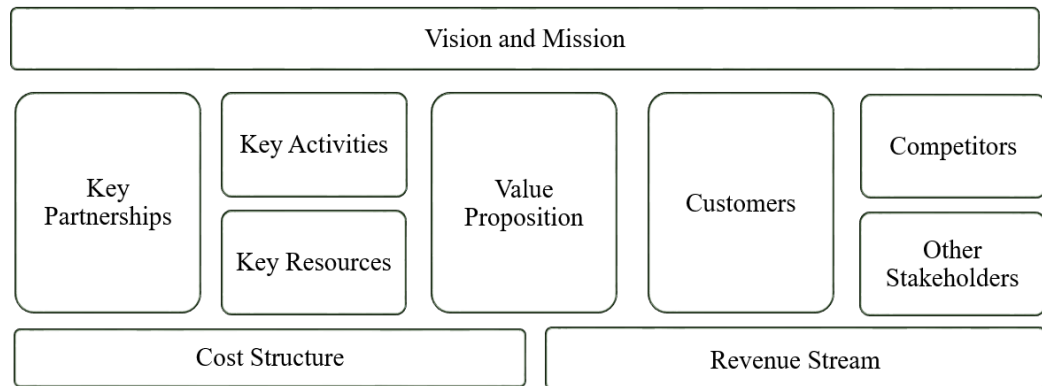 Vision and Mission
Key
Partnerships
Key Activities
Key Resources
Value
Proposition
Customers
Competitors
Other
Stakeholders
Cost Structure
Revenue Stream